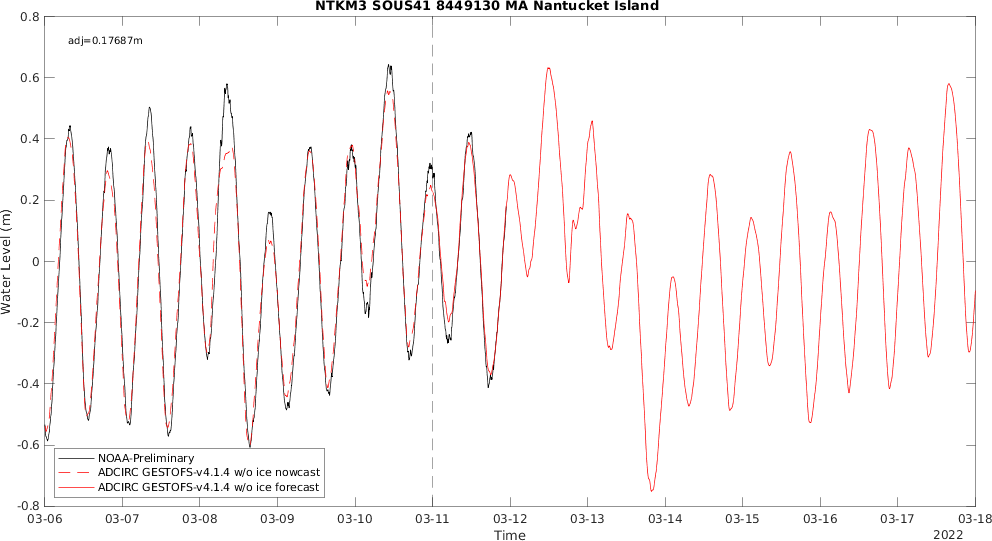 NTKM3 SOUS41 8449130 MA Nantucket Island
adj=0.17687m
0.8
0.6
0.4
0.2
0
-0.2
-0.4
-0.6
-0.8
Water Level (m)
NOAA-Preliminary
ADCIRC GESTOFS-v4.1.4 w/o ice nowcast
ADCIRC GESTOFS-v4.1.4 w/o ice forecast
03-06 03-07 03-08 03-09 03-10 03-11 03-12 03-13 03-14 03-15 03-16 03-17 03-18
Time
2022